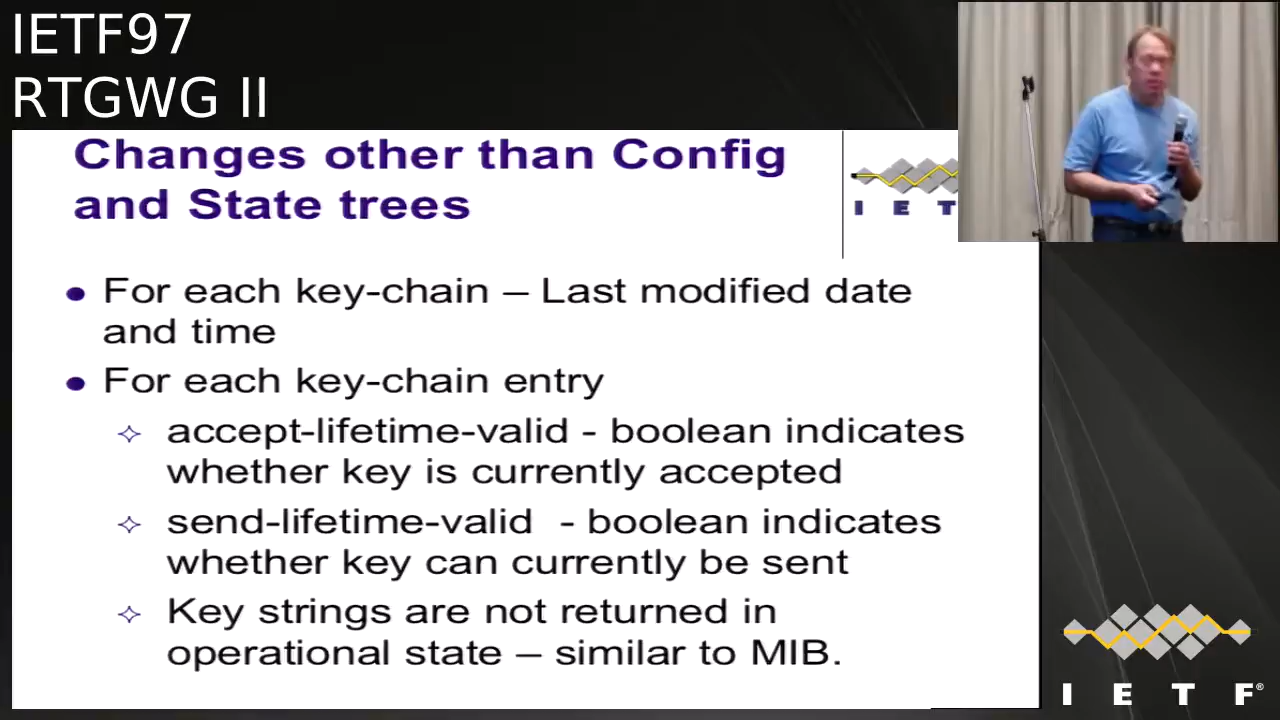 IETF97
RTGWG II
Changes other than Config
and State trees
I E T
For each key-chain – Last modified date
and time
For each key-chain entry
accept-lifetime-valid - boolean indicates
whether key is currently accepted
send-lifetime-valid - boolean indicates
whether key can currently be sent
Key strings are not returned in
operational state – similar to MIB.
I E T F®